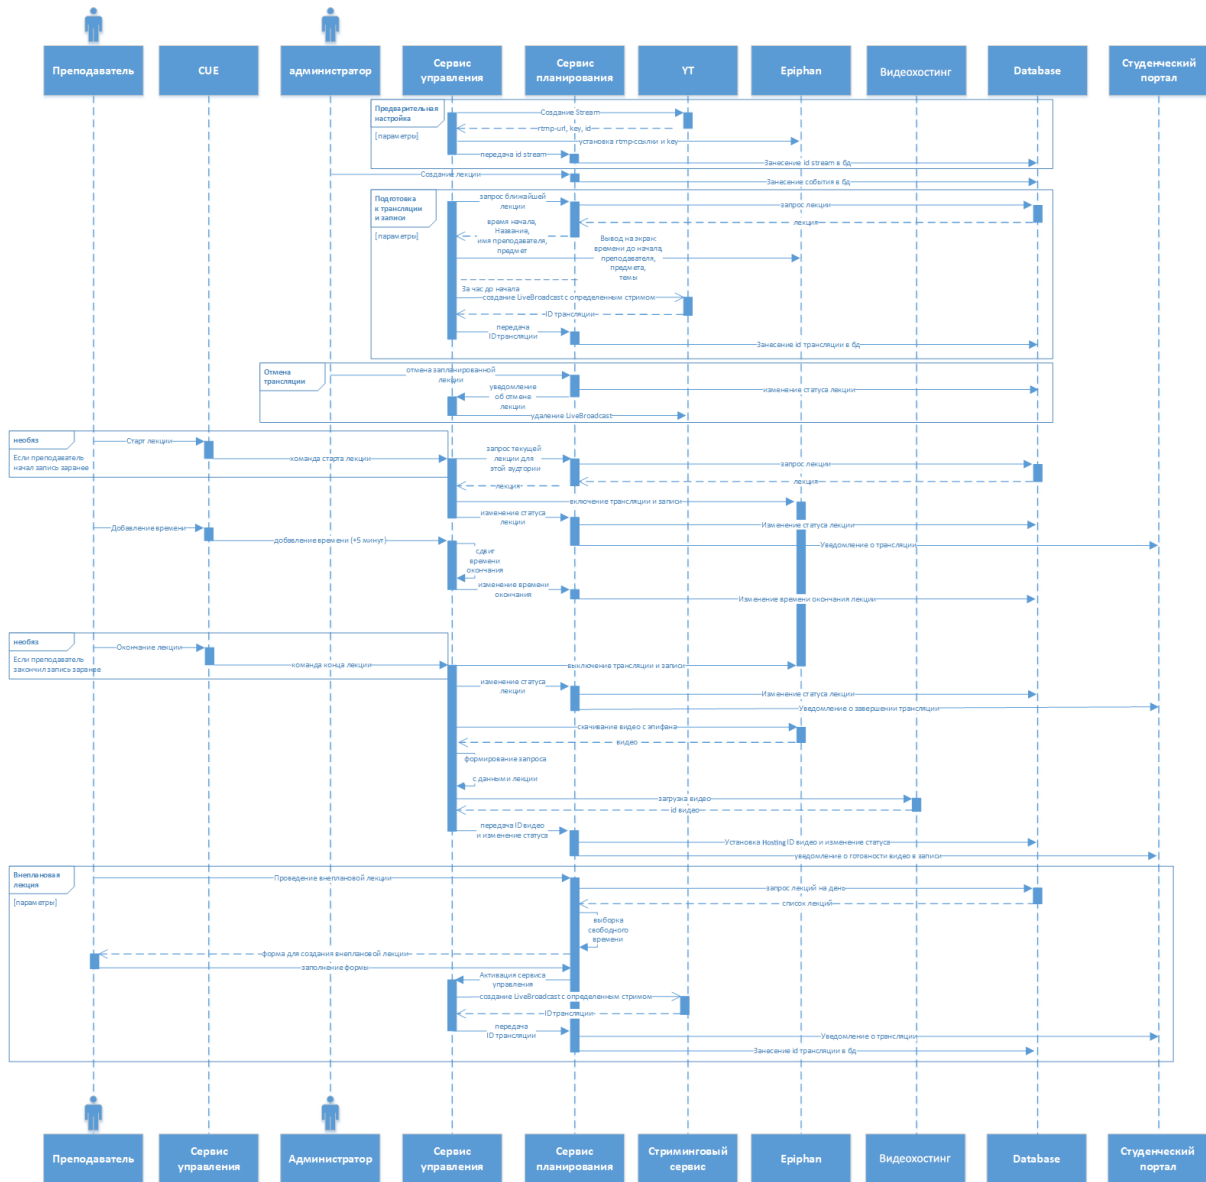 Преподаватель
CUE
администратор
Сервис
управления
Сервис
планирования
YT
Epiphan
Видеохостинг
Database
Студенческий
портал
Предварительная
настройка
[параметры]
Создание Stream
rtmp-url, key, id
установка rtmp-ссылки и key
передача id stream
Занесение id stream в бд
Создание лекции
Занесение события в бд
Подготовка
к трансляции
и записи
[параметры]
запрос ближайшей
лекции
запрос лекции
лекция
время начала,
Название,
имя преподавателя,
предмет
Вывод на экран:
времени до начала,
преподавателя,
предмета,
темы
За час до начала
создание LiveBroadcast с определенным стримом
ID трансляции
передача
ID трансляции
Занесение id трансляции в бд
Отмена
трансляции
отмена запланированной
лекции
уведомление
об отмене
лекции
изменение статуса лекции
удаление LiveBroadcast
необяз
Если преподаватель
начал запись заранее
Старт лекции
команда старта лекции
запрос текущей
лекции для
этой аудтории
запрос лекции
лекция
лекция
включение трансляции и записи
изменение статуса
лекции
Изменение статуса лекции
Добавление времени
добавление времени (+5 минут)
Уведомление о трансляции
сдвиг
времени
окончания
изменение времени
окончания
Изменение времени окончания лекции
необяз
Если преподаватель
закончил запись заранее
Окончание лекции
команда конца лекции
выключение трансляции и записи
изменение статуса
лекции
Изменение статуса лекции
Уведомление о завершении трансляции
скачивание видео с эпифана
видео
формирование запроса
с данными лекции
загрузка видео
id видео
передача ID видео
и изменение статуса
Установка Hosting ID видео и изменение статуса
уведомление о готовности видео в записи
Внеплановая
лекция
[параметры]
Проведение внеплановой лекции
запрос лекций на день
список лекций
выборка
свободного
времени
форма для создания внеплановой лекции
заполнение формы
Активация сервиса
управления
создание LiveBroadcast с определенным стримом
ID трансляции
передача
ID трансляции
Уведомление о трансляции
Занесение id трансляции в бд
Преподаватель
Сервис
управления
Администратор
Сервис
управления
Сервис
планирования
Стриминговый
сервис
Epiphan
Видеохостинг
Database
Студенческий
портал